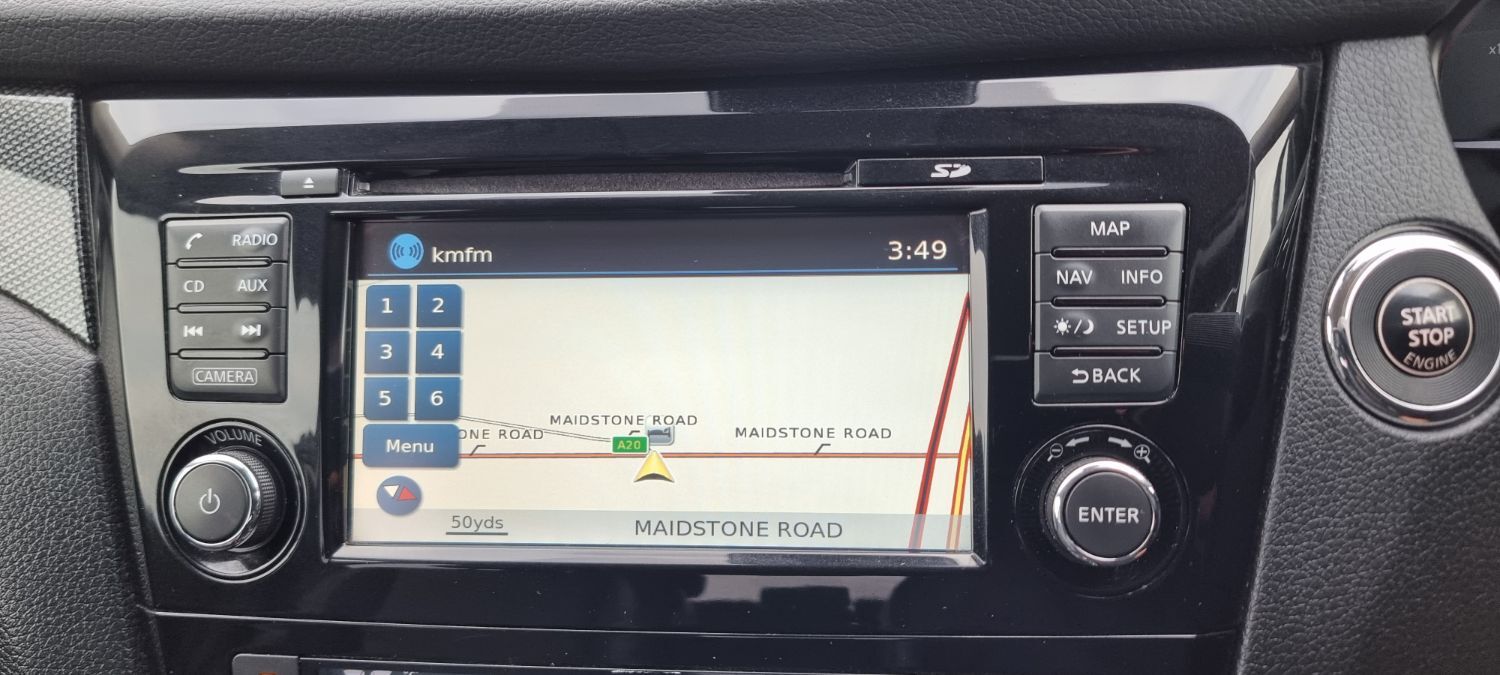 x1
SD
RADIO
CD AUX
CAMERA
VOLUME
kmfm 3:49
1 2
3 4
5 6
Menu
MAIDSTONE ROAD
ONE ROAD
MAIDSTONE ROAD
A20
50yds
MAIDSTONE ROAD
MAP
NAV INFO
SETUP
BACK
ENTER
START
STOP
ENGINE